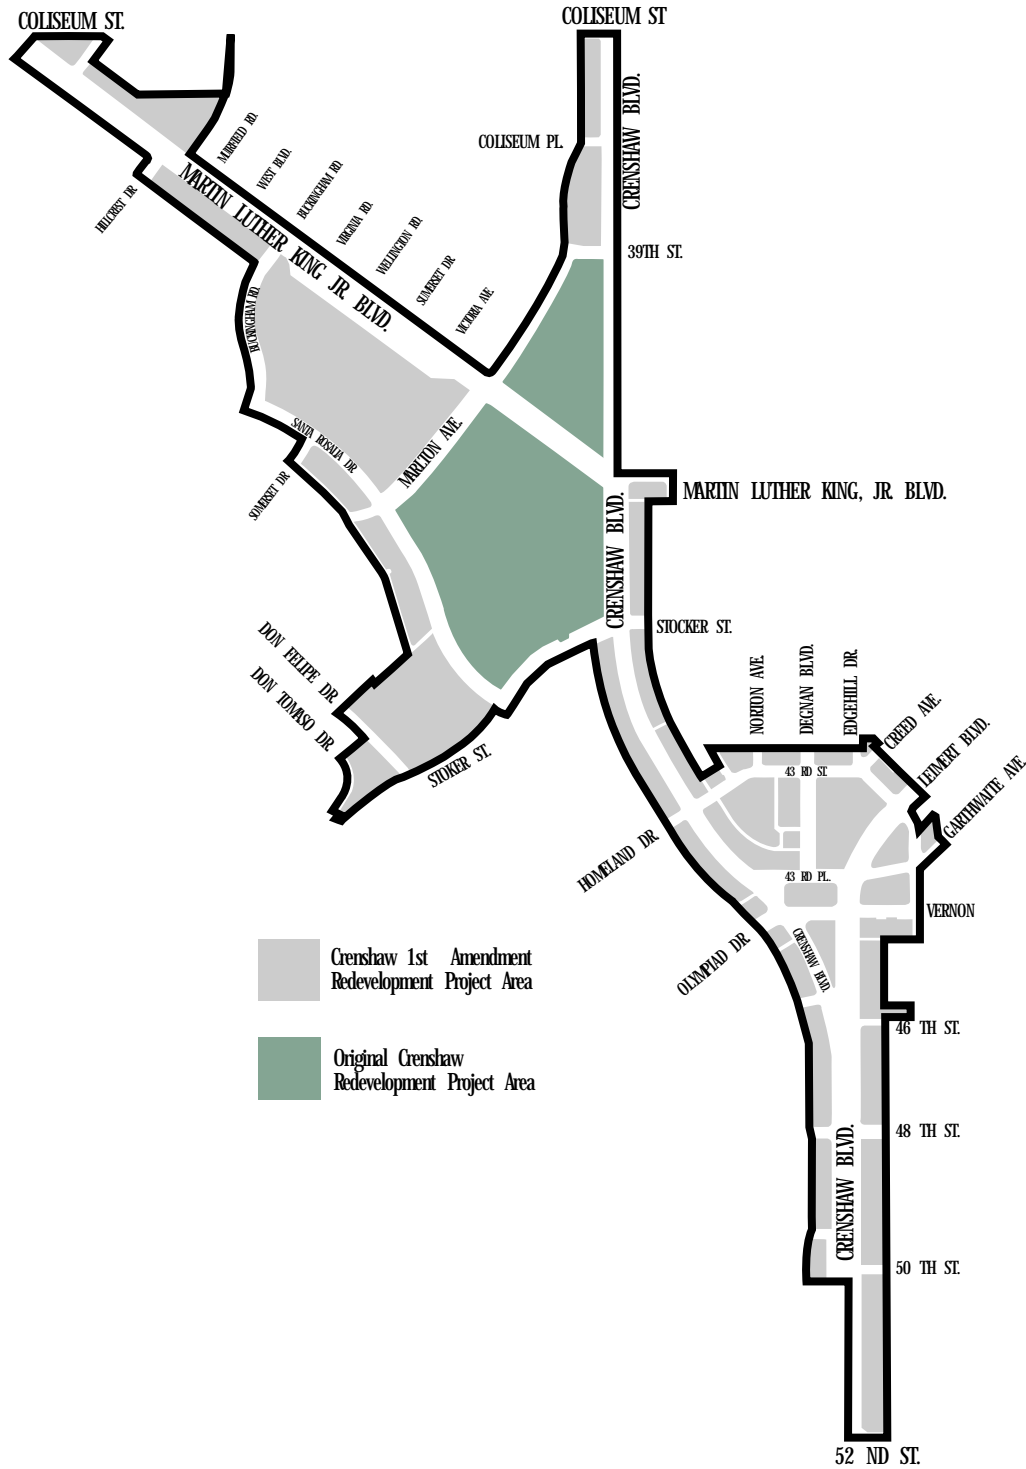 COLISEUM ST.
COLISEUM ST
CRENSHAW BLVD.
COLISEUM PL.
MUIRFIELD RD.
WEST BLVD.
BUCKINGHAM RD.
VIRGINIA RD.
WELLINGTON RD.
SUMERSET DR
VICTORIA AVE.
HILLCREST DR
MARTIN LUTHER KING JR. BLVD.
39TH ST.
BUCKINGHAM RD.
SANTA ROSALIA DR
MARLTON AVE.
SOMERSET DR
MARTIN LUTHER KING, JR. BLVD.
CRENSHAW BLVD.
STOCKER ST.
DON FELIPE DR.
DON TOMASO DR.
STOKER ST.
NORTON AVE.
DEGNAN BLVD.
EDGEHILL DR.
CREED AVE.
LEIMERT BLVD.
GARTHWAITE AVE.
43 RD ST.
HOMELAND DR.
43 RD PL.
VERNON
OLYMPIAD DR.
CRENSHAW BLVD.
Crenshaw 1st Amendment
Redevelopment Project Area
46 TH ST.
Original Crenshaw
Redevelopment Project Area
48 TH ST.
CRENSHAW BLVD.
50 TH ST.
52 ND ST.